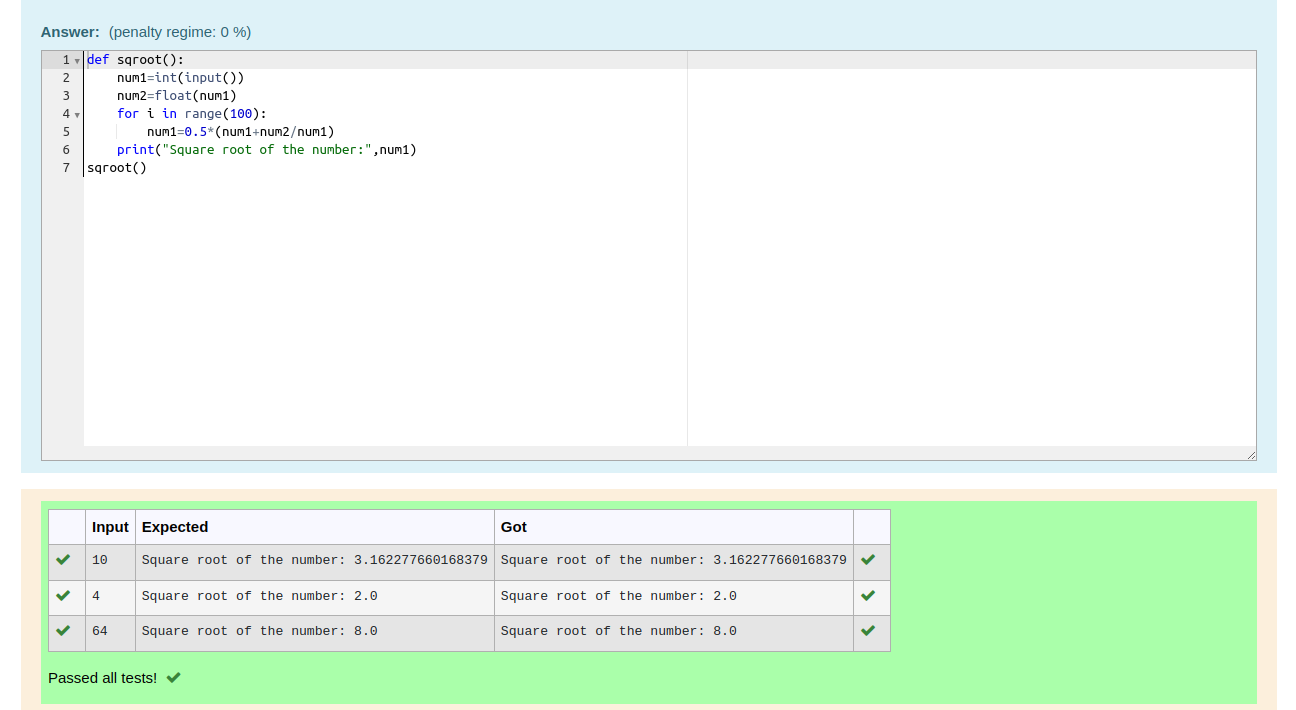 Answer: (penalty regime: 0 %)
1 def sqroot():
2     num1=int(input())
3     num2=float(num1)
4     for i in range(100):
5         num1=0.5*(num1+num2/num1)
6     print("Square root of the number:",num1)
7 sqroot()
Input Expected Got
10 Square root of the number: 3.162277660168379 Square root of the number: 3.162277660168379
4 Square root of the number: 2.0 Square root of the number: 2.0
64 Square root of the number: 8.0 Square root of the number: 8.0
Passed all tests!